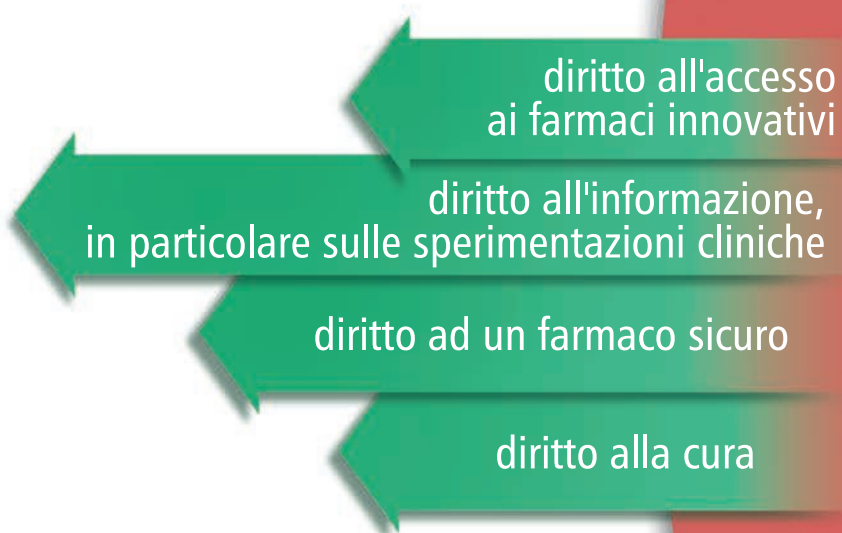 diritto all'accesso
ai farmaci innovativi
diritto all'informazione,
in particolare sulle sperimentazioni cliniche
diritto ad un farmaco sicuro
diritto alla cura